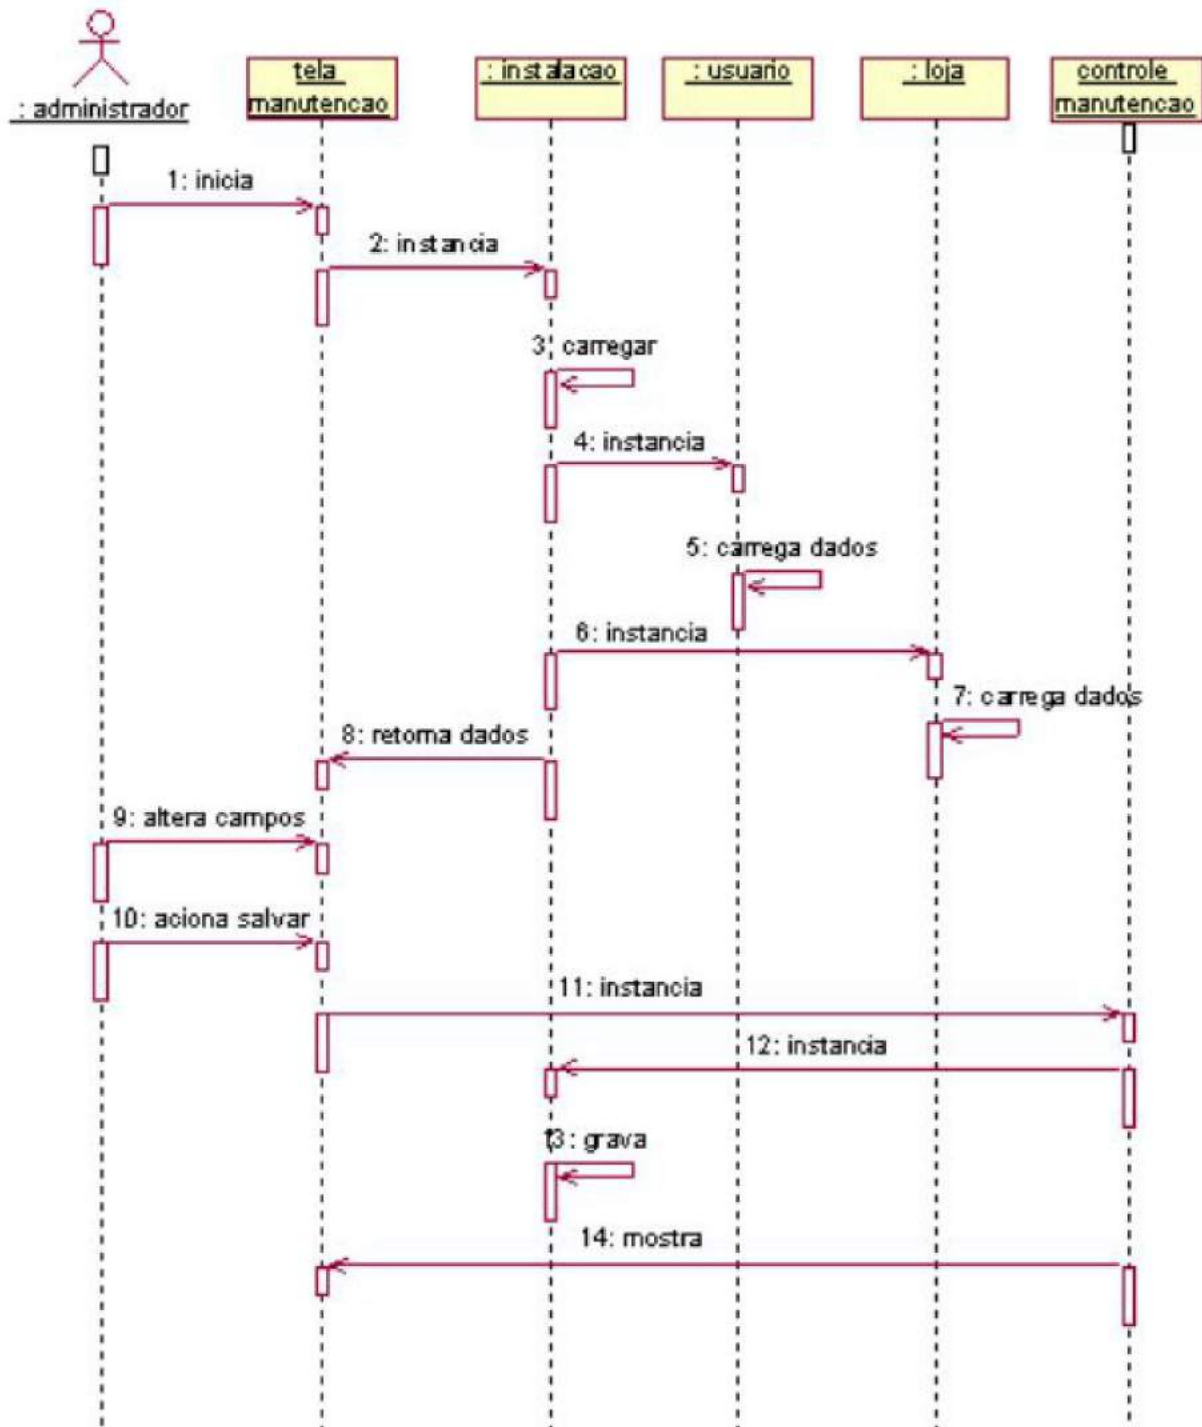 : administrador
tela
manutencao
: instalacao
: usuario
: loja
controle
manutencao
1: inicia
2: instancia
3: carregar
4: instancia
5: carrega dados
6: instancia
7: carrega dados
8: retorna dados
9: altera campos
10: aciona salvar
11: instancia
12: instancia
13: grava
14: mostra